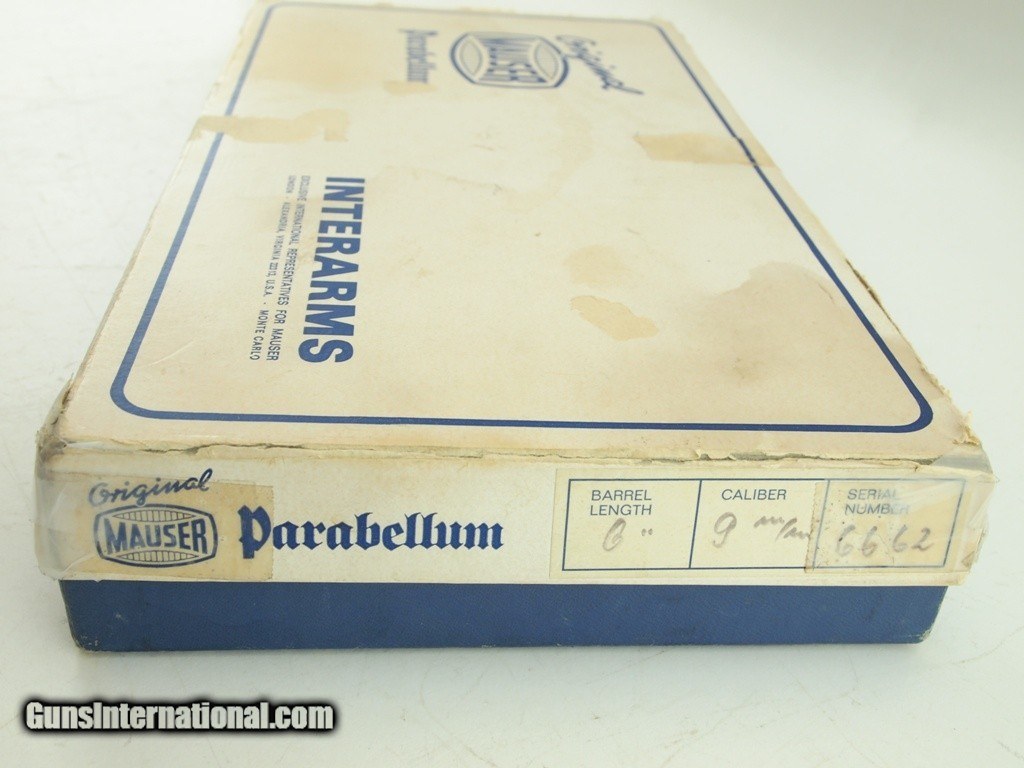 Original
MAUSER
Parabellum
INTERARMS
EXCLUSIVE INTERNATIONAL REPRESENTATIVES FOR MAUSER
LONDON · ALEXANDRIA, VIRGINIA 22313, U.S.A. · MONTE CARLO
Original
MAUSER
Parabellum
BARREL LENGTH
6"
CALIBER
9 m/m
SERIAL NUMBER
6662
GunsInternational.com